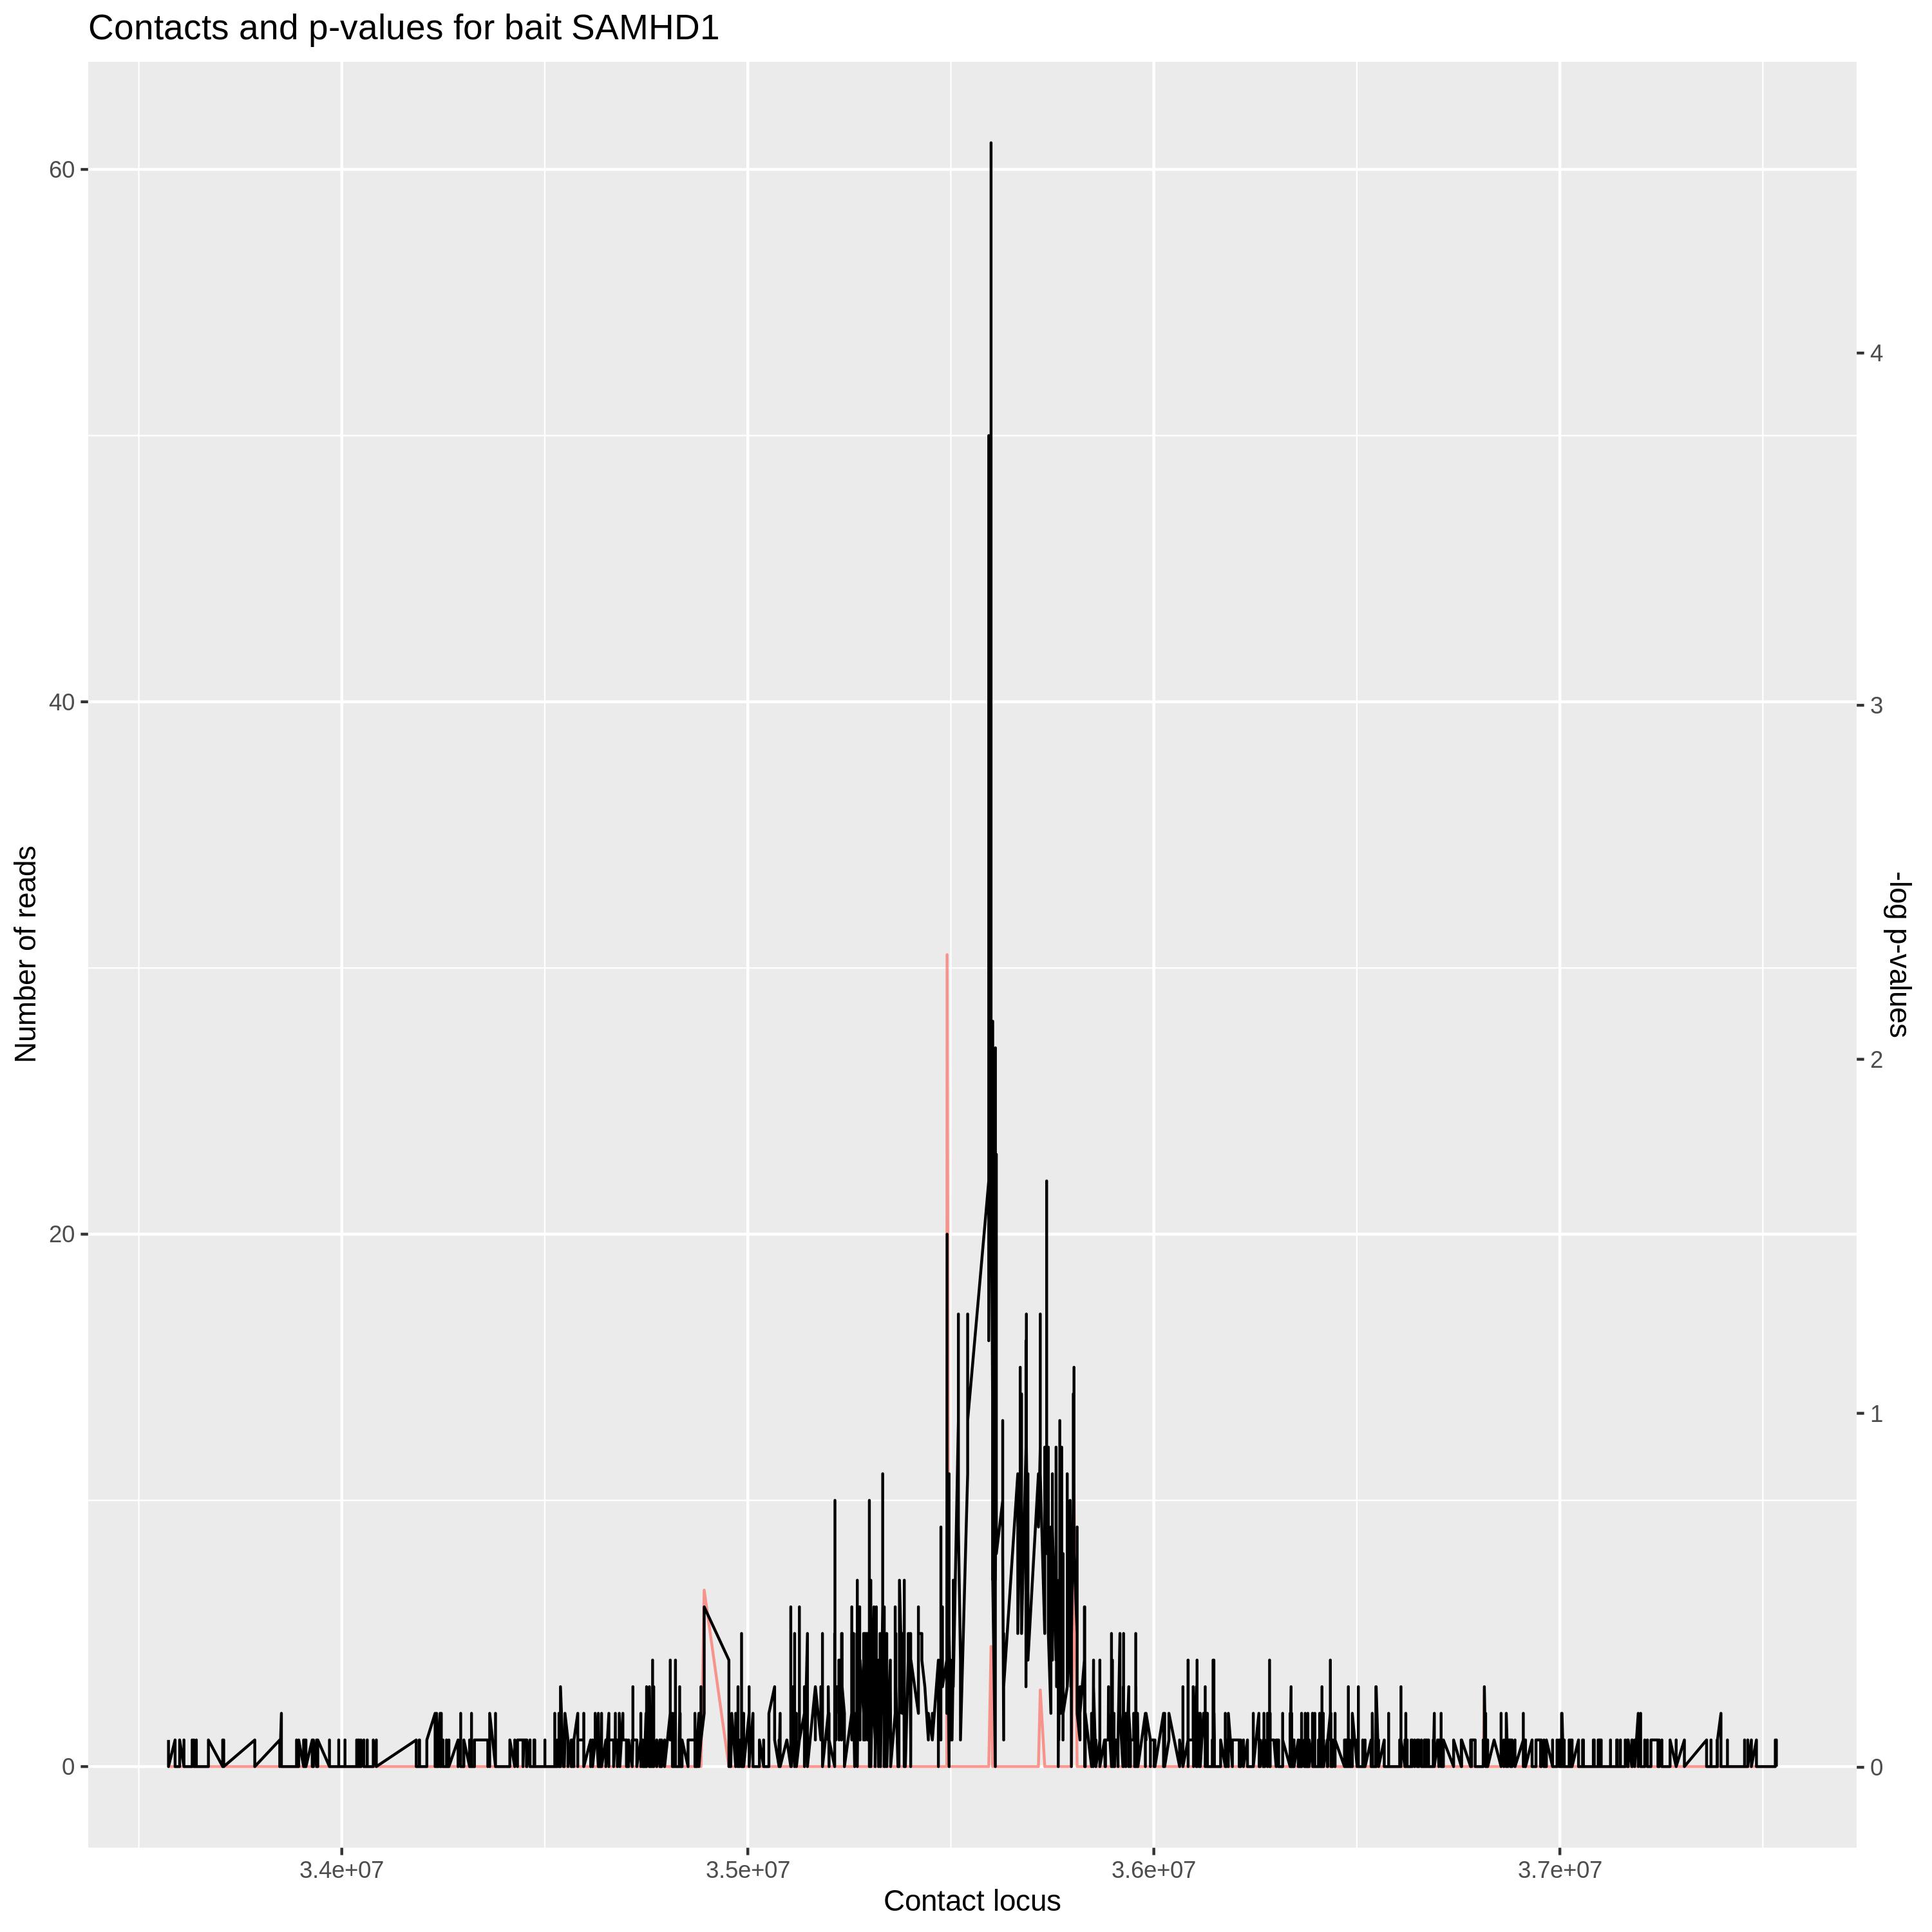 Contacts and p-values for bait SAMHD1
60
40
20
0
Number of reads
4
3
2
1
0
-log p-values
3.4e+07
3.5e+07
3.6e+07
3.7e+07
Contact locus